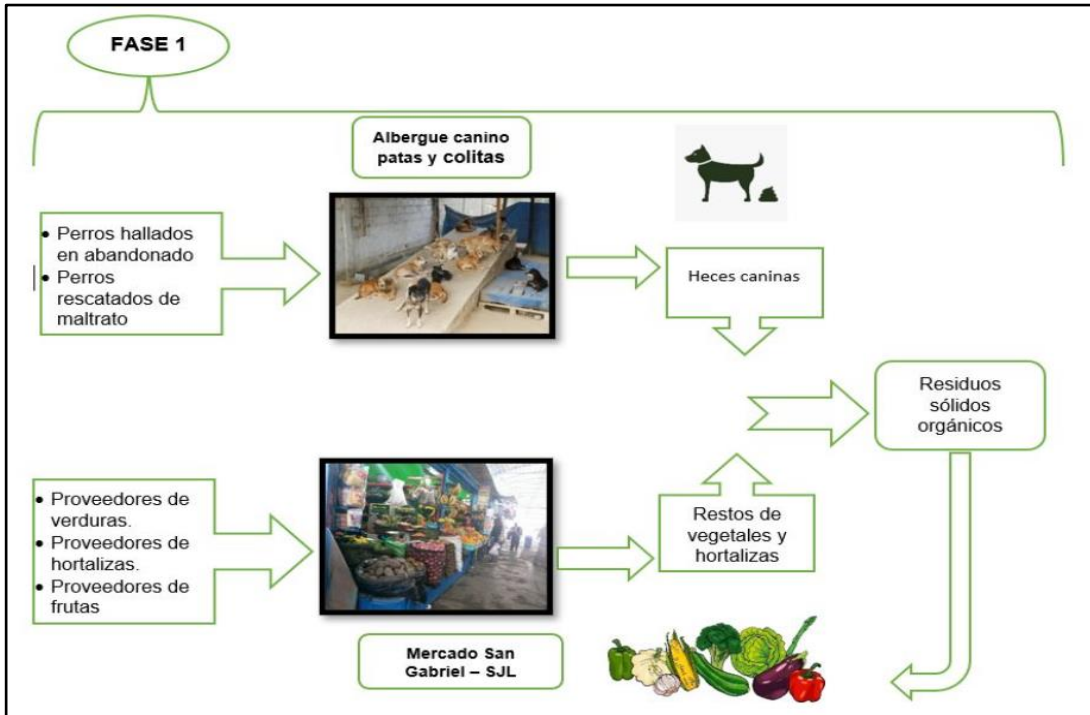 FASE 1
Albergue canino
patas y colitas
• Perros hallados
en abandonado
• Perros
rescatados de
maltrato
Heces caninas
Residuos
sólidos
orgánicos
• Proveedores de
verduras.
• Proveedores de
hortalizas.
• Proveedores de
frutas
Restos de
vegetales y
hortalizas
Mercado San
Gabriel – SJL